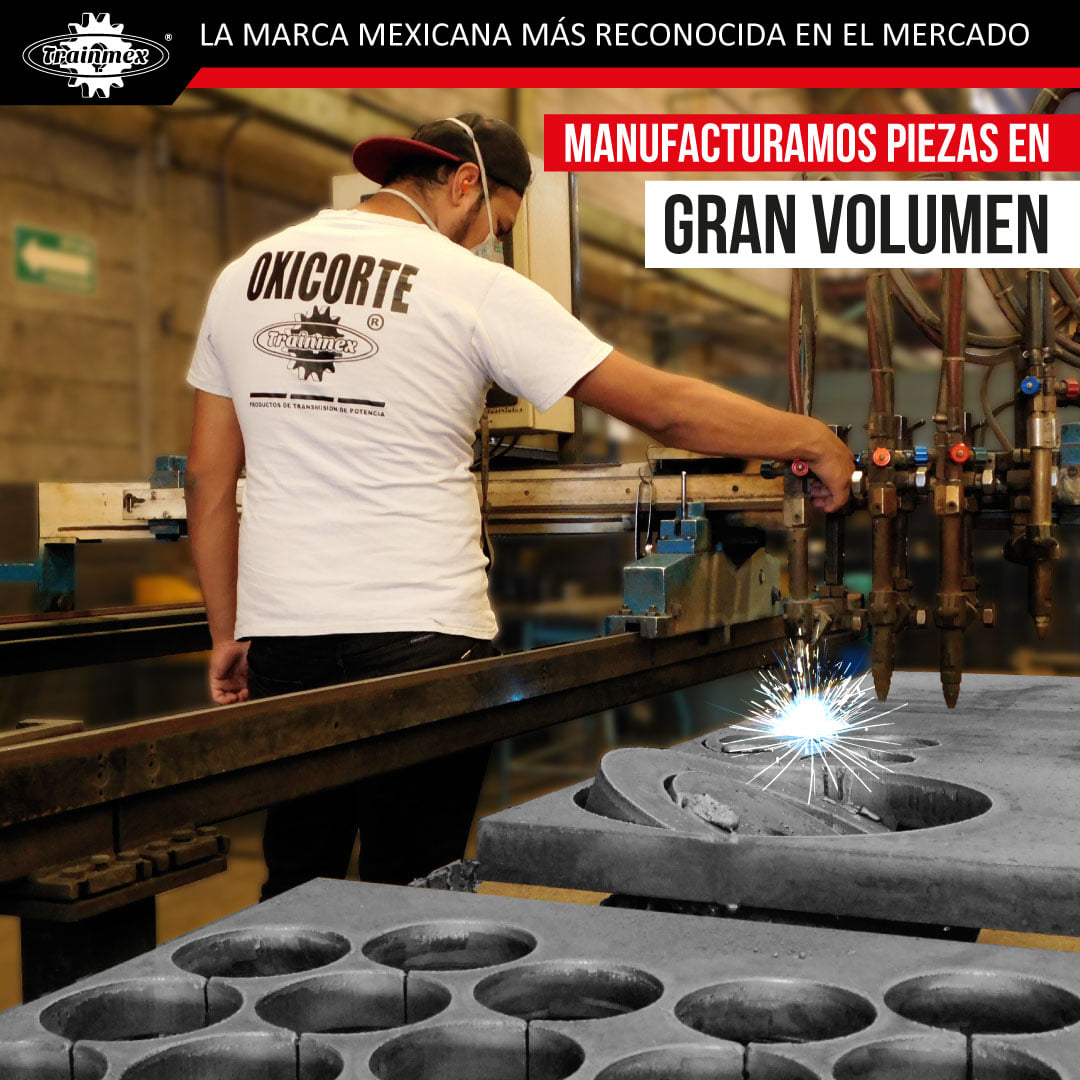 Trainmex ®
LA MARCA MEXICANA MÁS RECONOCIDA EN EL MERCADO
MANUFACTURAMOS PIEZAS EN
GRAN VOLUMEN
OXICORTE
®
Trainmex
PRODUCTOS DE TRANSMISIÓN DE POTENCIA